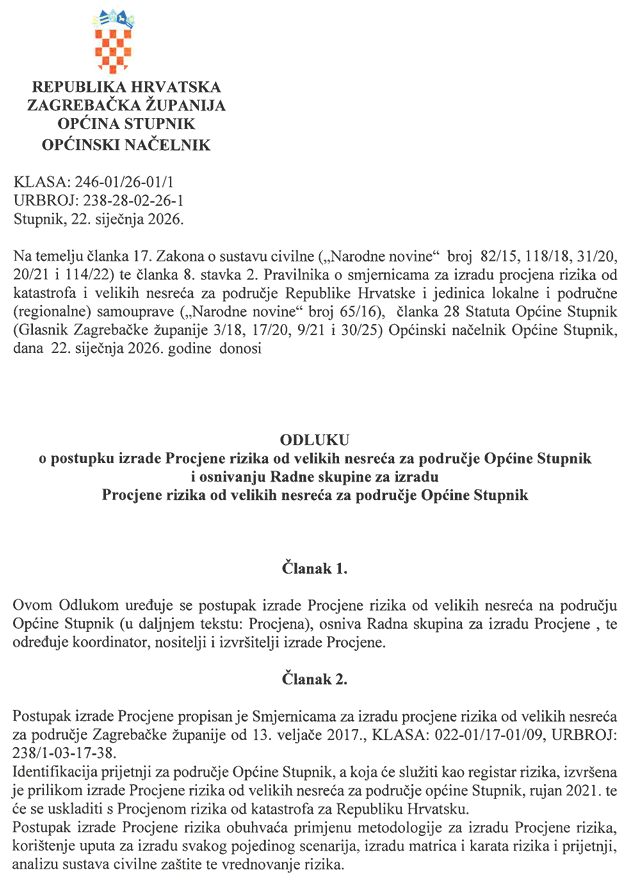 REPUBLIKA HRVATSKA
ZAGREBAČKA ŽUPANIJA
OPĆINA STUPNIK
OPĆINSKI NAČELNIK
KLASA: 246-01/26-01/1
URBROJ: 238-28-02-26-1
Stupnik, 22. siječnja 2026.
Na temelju članka 17. Zakona o sustavu civilne („Narodne novine“ broj 82/15, 118/18, 31/20,
20/21 i 114/22) te članka 8. stavka 2. Pravilnika o smjernicama za izradu procjena rizika od
katastrofa i velikih nesreća za područje Republike Hrvatske i jedinica lokalne i područne
(regionalne) samouprave („Narodne novine“ broj 65/16), članka 28 Statuta Općine Stupnik
(Glasnik Zagrebačke županije 3/18, 17/20, 9/21 i 30/25) Općinski načelnik Općine Stupnik,
dana 22. siječnja 2026. godine donosi
ODLUKU
o postupku izrade Procjene rizika od velikih nesreća za područje Općine Stupnik
i osnivanju Radne skupine za izradu
Procjene rizika od velikih nesreća za područje Općine Stupnik
Članak 1.
Ovom Odlukom uređuje se postupak izrade Procjene rizika od velikih nesreća na području
Općine Stupnik (u daljnjem tekstu: Procjena), osniva Radna skupina za izradu Procjene , te
određuje koordinator, nositelji i izvršitelji izrade Procjene.
Članak 2.
Postupak izrade Procjene propisan je Smjernicama za izradu procjene rizika od velikih nesreća
za područje Zagrebačke županije od 13. veljače 2017., KLASA: 022-01/17-01/09, URBROJ:
238/1-03-17-38.
Identifikacija prijetnji za područje Općine Stupnik, a koja će služiti kao registar rizika, izvršena
je prilikom izrade Procjene rizika od velikih nesreća za područje općine Stupnik, rujan 2021. te
će se uskladiti s Procjenom rizika od katastrofa za Republiku Hrvatsku.
Postupak izrade Procjene rizika obuhvaća primjenu metodologije za izradu Procjene rizika,
korištenje uputa za izradu svakog pojedinog scenarija, izradu matrica i karata rizika i prijetnji,
analizu sustava civilne zaštite te vrednovanje rizika.